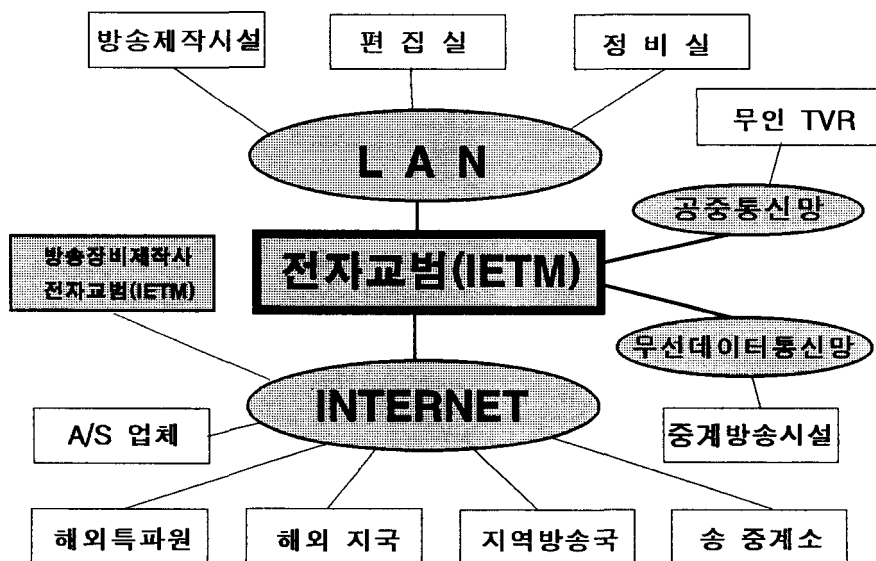 방송제작시설
편 집 실
정 비 실
무인 TVR
L A N
공중통신망
방송장비제작사
전자교범(IETM)
전자교범(IETM)
무선데이터통신망
INTERNET
A/S 업체
중계방송시설
해외특파원
해외 지국
지역방송국
송 중계소